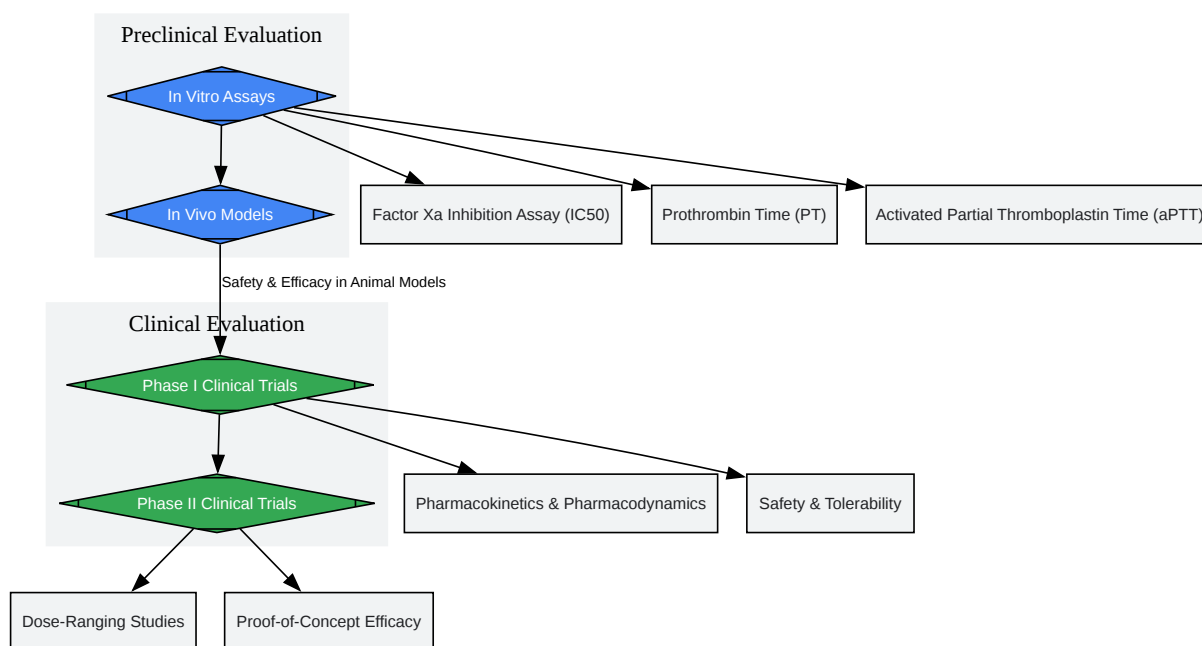 Preclinical Evaluation
In Vitro Assays
In Vivo Models
Factor Xa Inhibition Assay (IC50)
Prothrombin Time (PT)
Activated Partial Thromboplastin Time (aPTT)
Safety & Efficacy in Animal Models
Clinical Evaluation
Phase I Clinical Trials
Phase II Clinical Trials
Pharmacokinetics & Pharmacodynamics
Safety & Tolerability
Dose-Ranging Studies
Proof-of-Concept Efficacy